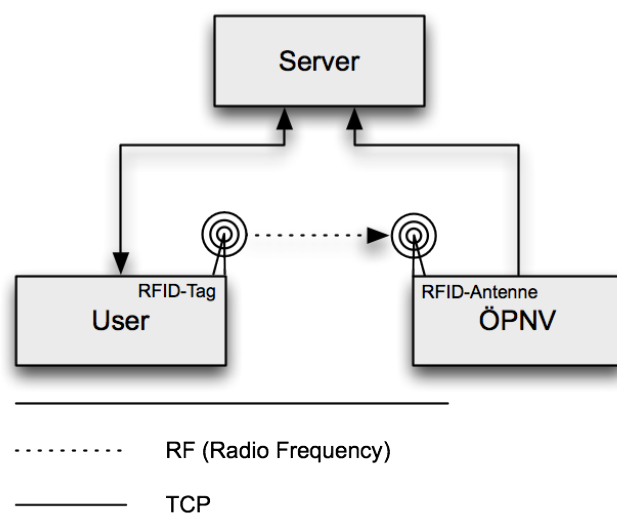 Server
RFID-Tag
User
RFID-Antenne
ÖPNV
RF (Radio Frequency)
TCP